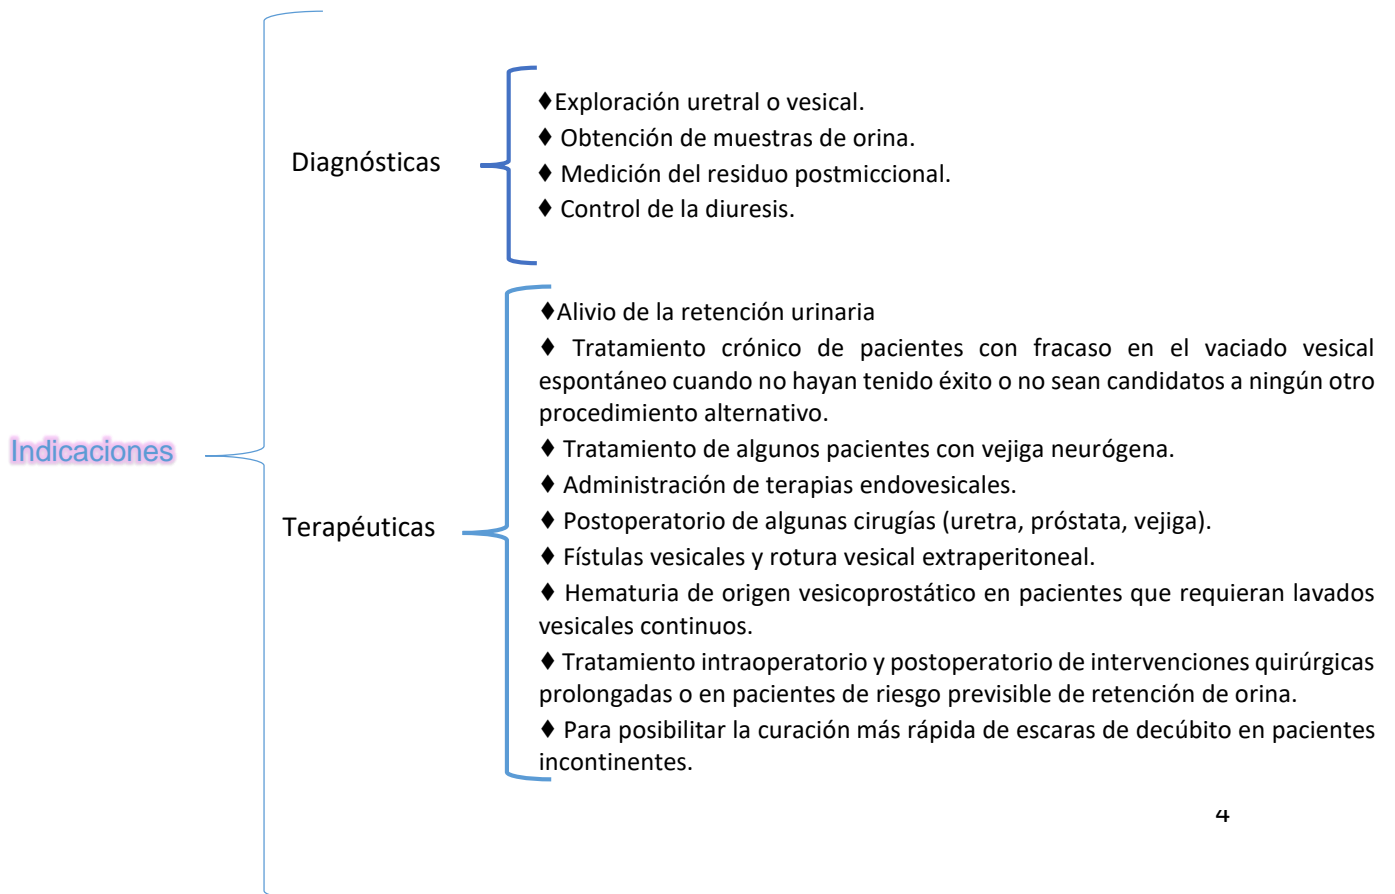 Indicaciones
Diagnósticas
♦Exploración uretral o vesical.
♦ Obtención de muestras de orina.
♦ Medición del residuo postmiccional.
♦ Control de la diuresis.
Terapéuticas
♦Alivio de la retención urinaria
♦ Tratamiento crónico de pacientes con fracaso en el vaciado vesical
espontáneo cuando no hayan tenido éxito o no sean candidatos a ningún otro
procedimiento alternativo.
♦ Tratamiento de algunos pacientes con vejiga neurógena.
♦ Administración de terapias endovesicales.
♦ Postoperatorio de algunas cirugías (uretra, próstata, vejiga).
♦ Fístulas vesicales y rotura vesical extraperitoneal.
♦ Hematuria de origen vesicoprostático en pacientes que requieran lavados
vesicales continuos.
♦ Tratamiento intraoperatorio y postoperatorio de intervenciones quirúrgicas
prolongadas o en pacientes de riesgo previsible de retención de orina.
♦ Para posibilitar la curación más rápida de escaras de decúbito en pacientes
incontinentes.
4